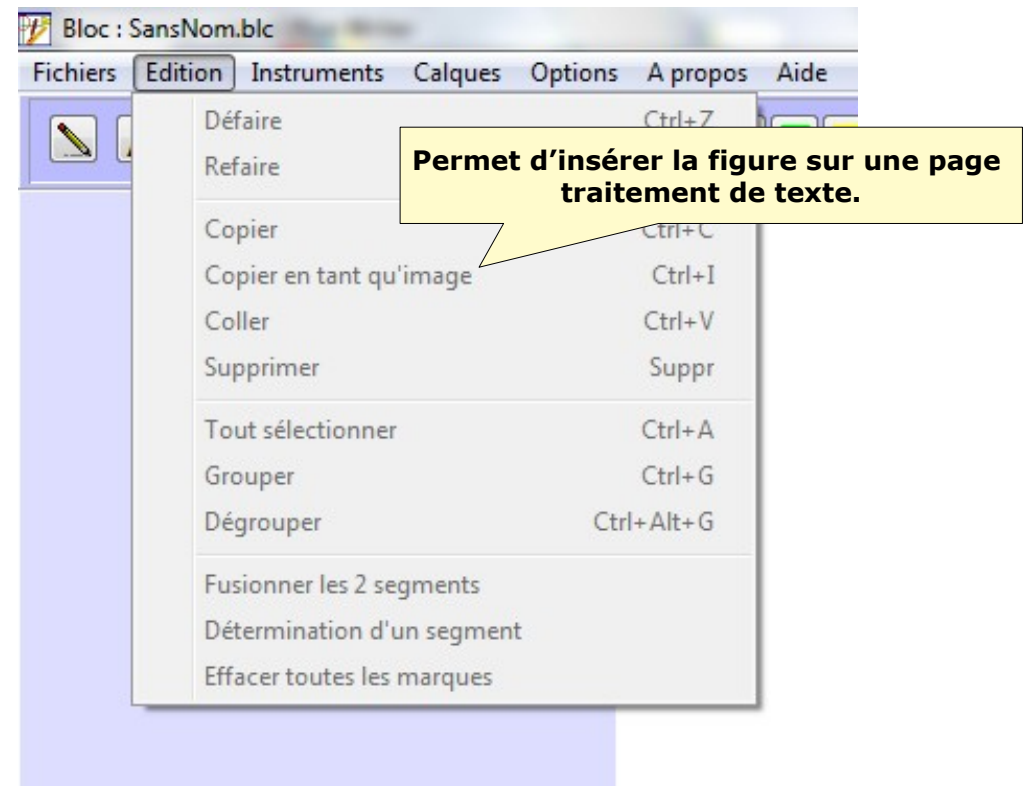 Bloc : SansNom.blc
Fichiers Edition Instruments Calques Options A propos Aide
Défaire Ctrl+Z
Refaire
Permet d'insérer la figure sur une page
traitement de texte.
Copier Ctrl+C
Copier en tant qu'image Ctrl+I
Coller Ctrl+V
Supprimer Suppr
Tout sélectionner Ctrl+A
Grouper Ctrl+G
Dégrouper Ctrl+Alt+G
Fusionner les 2 segments
Détermination d'un segment
Effacer toutes les marques